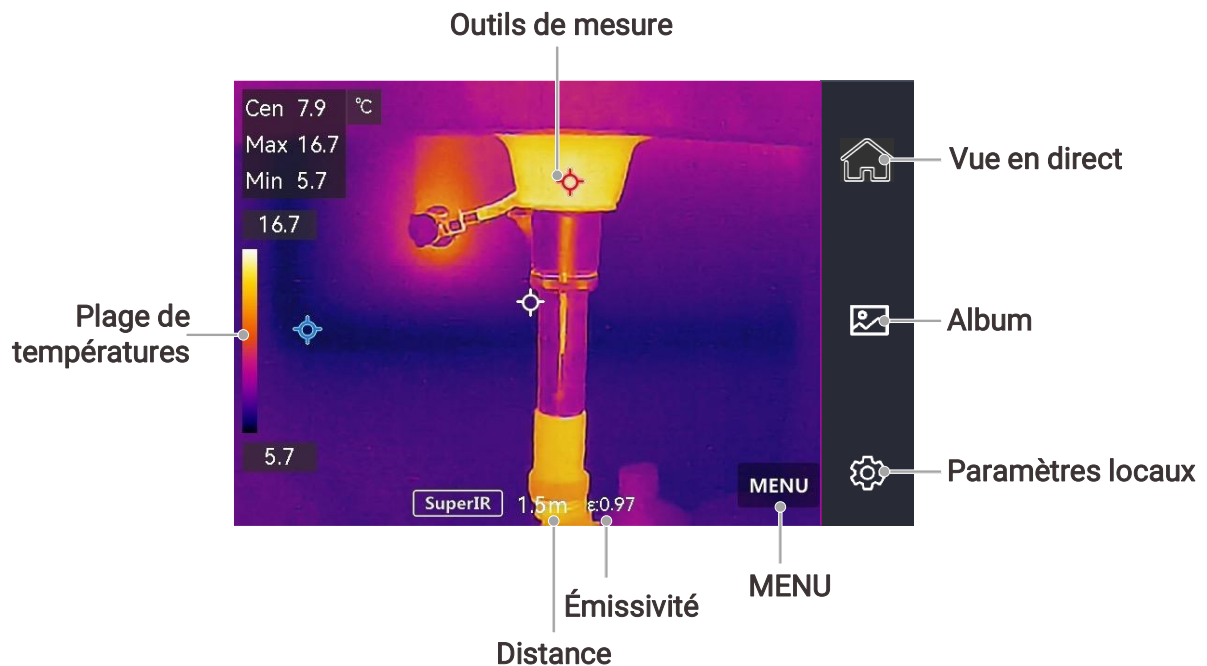 Outils de mesure
Cen 7.9 °C
Max 16.7
Min 5.7
16.7
Vue en direct
Plage de
températures
Album
5.7
Paramètres locaux
MENU
SuperIR 1.5m ε:0.97
MENU
Émissivité
Distance